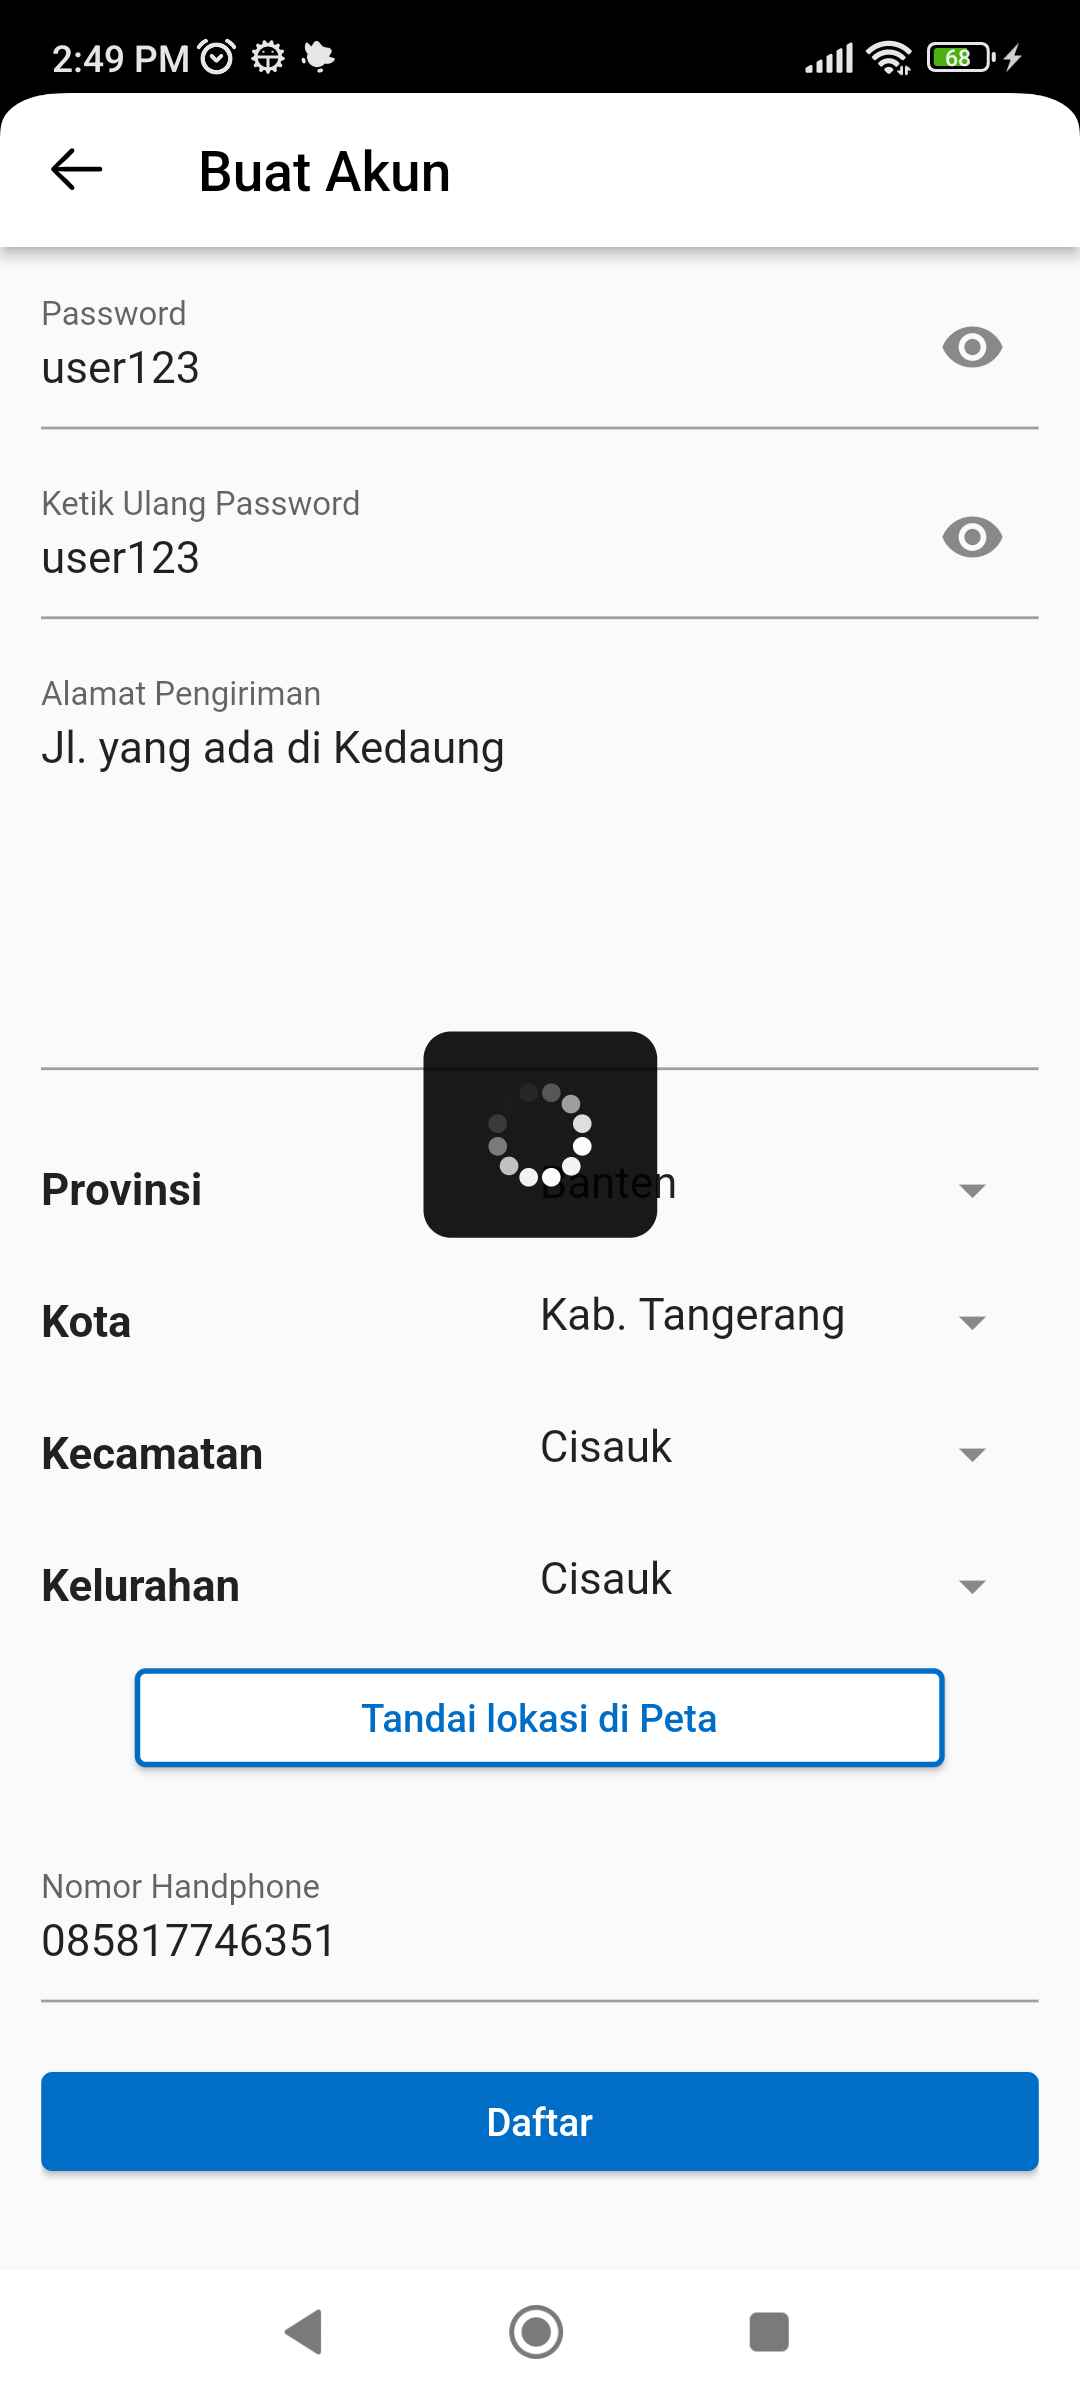 2:49 PM
68
Buat Akun
Password
user123
Ketik Ulang Password
user123
Alamat Pengiriman
Jl. yang ada di Kedaung
Provinsi
Banten
Kota
Kab. Tangerang
Kecamatan
Cisauk
Kelurahan
Cisauk
Tandai lokasi di Peta
Nomor Handphone
085817746351
Daftar